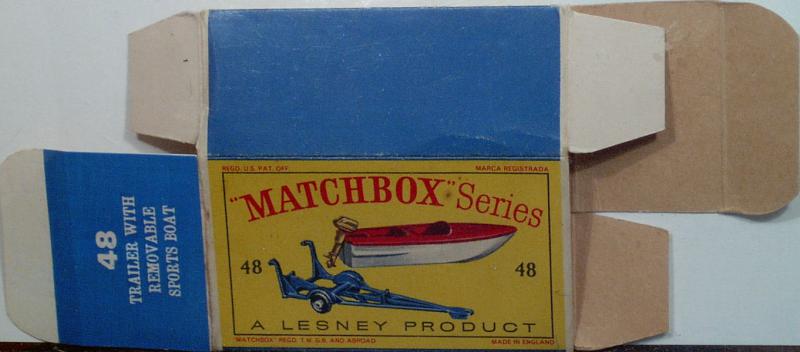 48
TRAILER WITH
REMOVABLE
SPORTS BOAT
REGD. U.S. PAT. OFF. MARCA REGISTRADA
"MATCHBOX" Series
48 48
A LESNEY PRODUCT
"MATCHBOX" REGD. T.M. G.B. AND ABROAD MADE IN ENGLAND